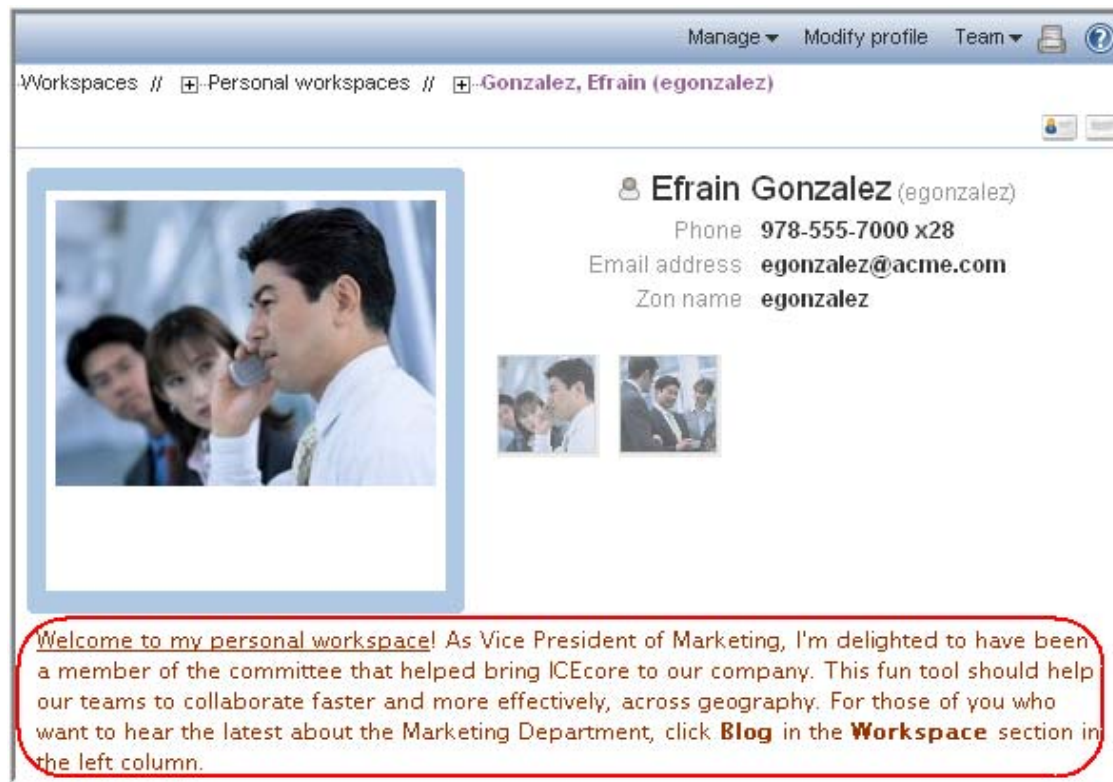 Manage Modify profile Team ?
Workspaces // + Personal workspaces // + Gonzalez, Efrain (egonzalez)
Efrain Gonzalez (egonzalez)
Phone 978-555-7000 x28
Email address egonzalez@acme.com
Zon name egonzalez
Welcome to my personal workspace! As Vice President of Marketing, I'm delighted to have been
a member of the committee that helped bring ICEcore to our company. This fun tool should help
our teams to collaborate faster and more effectively, across geography. For those of you who
want to hear the latest about the Marketing Department, click Blog in the Workspace section in
the left column.